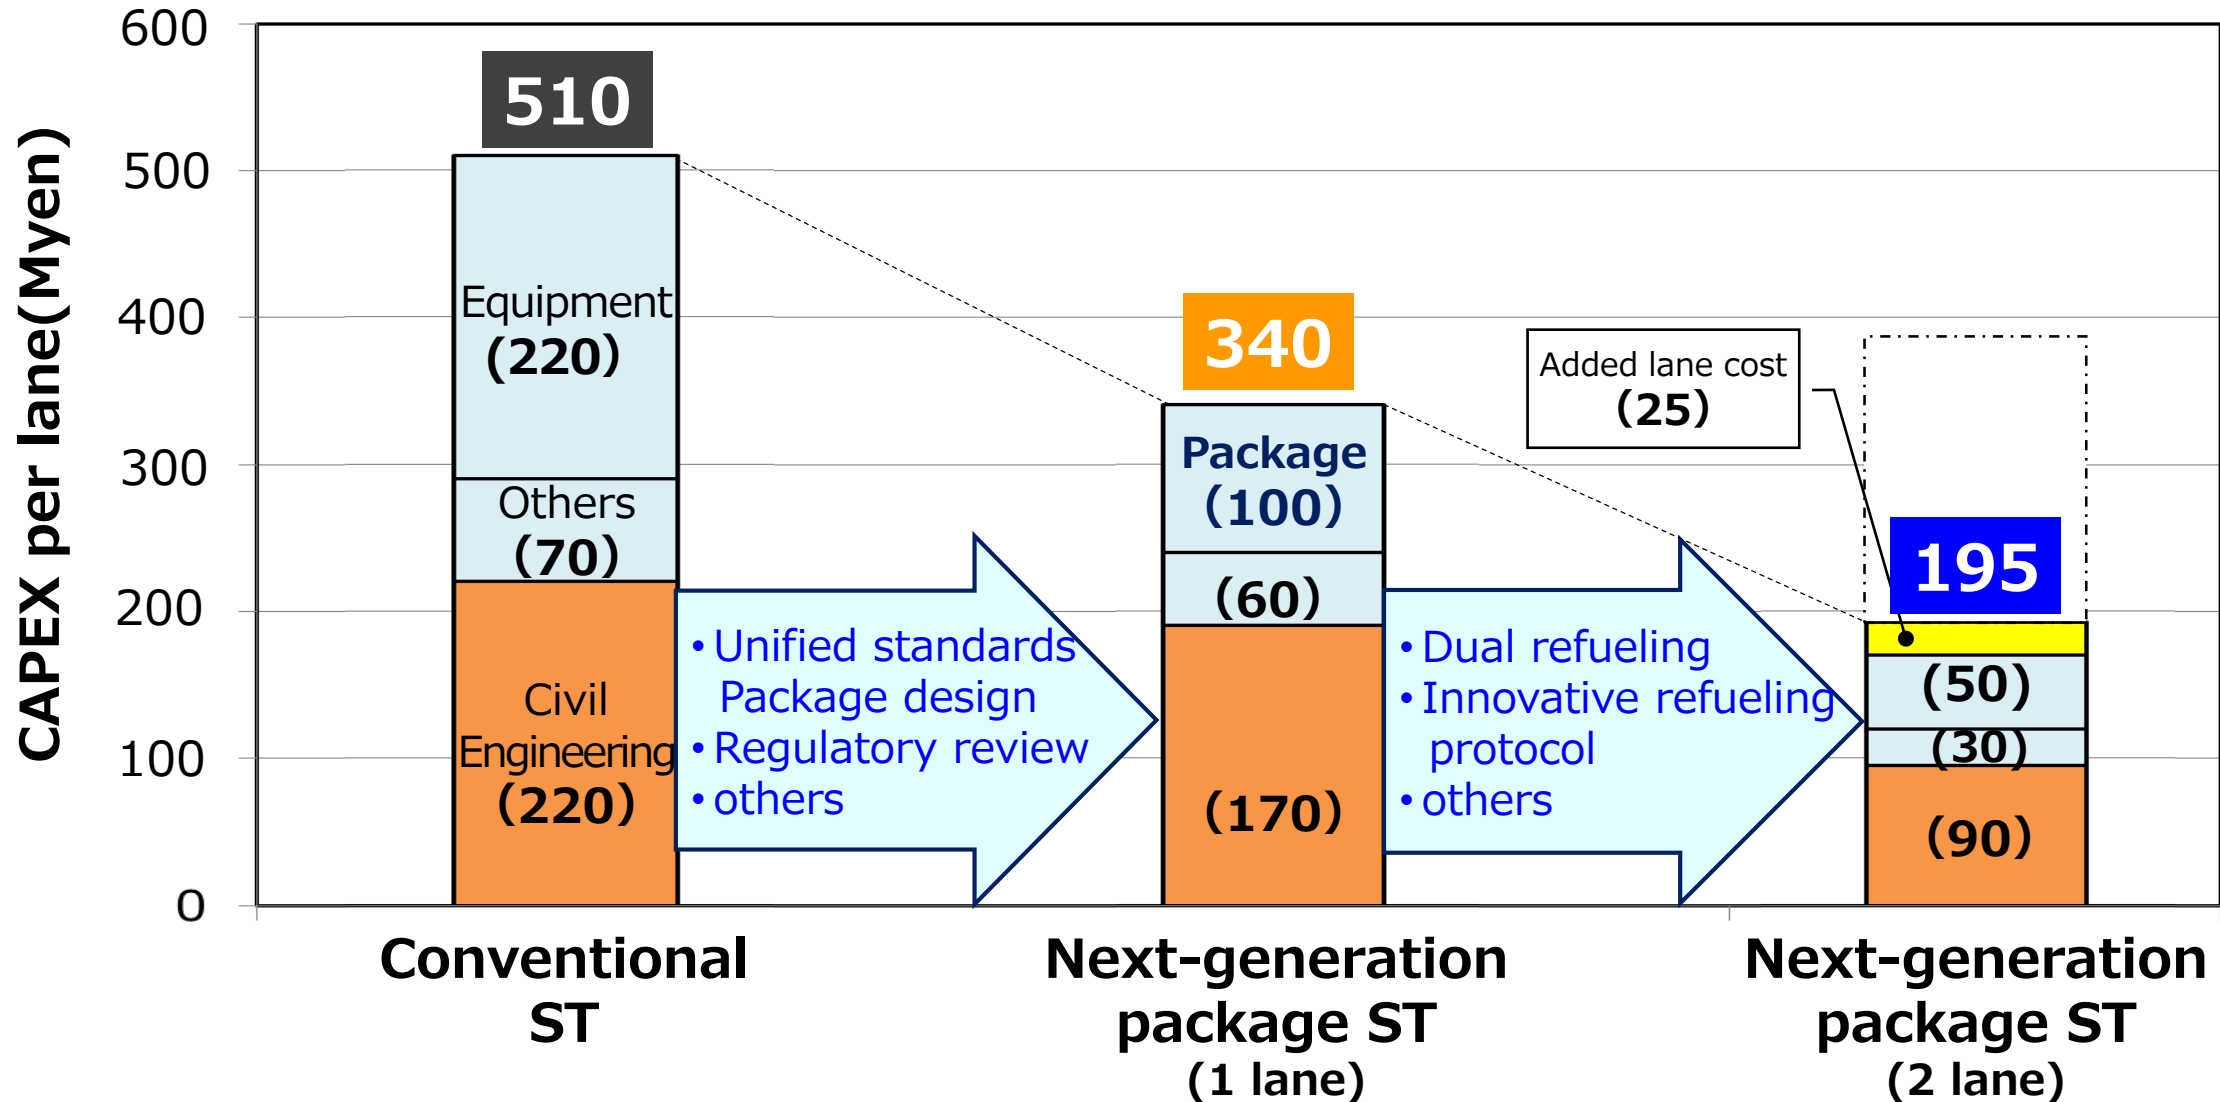 CAPEX per lane(Myen)
600
500
400
300
200
100
0
510
Equipment
(220)
Others
(70)
Civil
Engineering
(220)
• Unified standards
Package design
• Regulatory review
• others
340
Package
(100)
(60)
(170)
• Dual refueling
• Innovative refueling
protocol
• others
Added lane cost
(25)
195
(50)
(30)
(90)
Conventional
ST
Next-generation
package ST
(1 lane)
Next-generation
package ST
(2 lane)